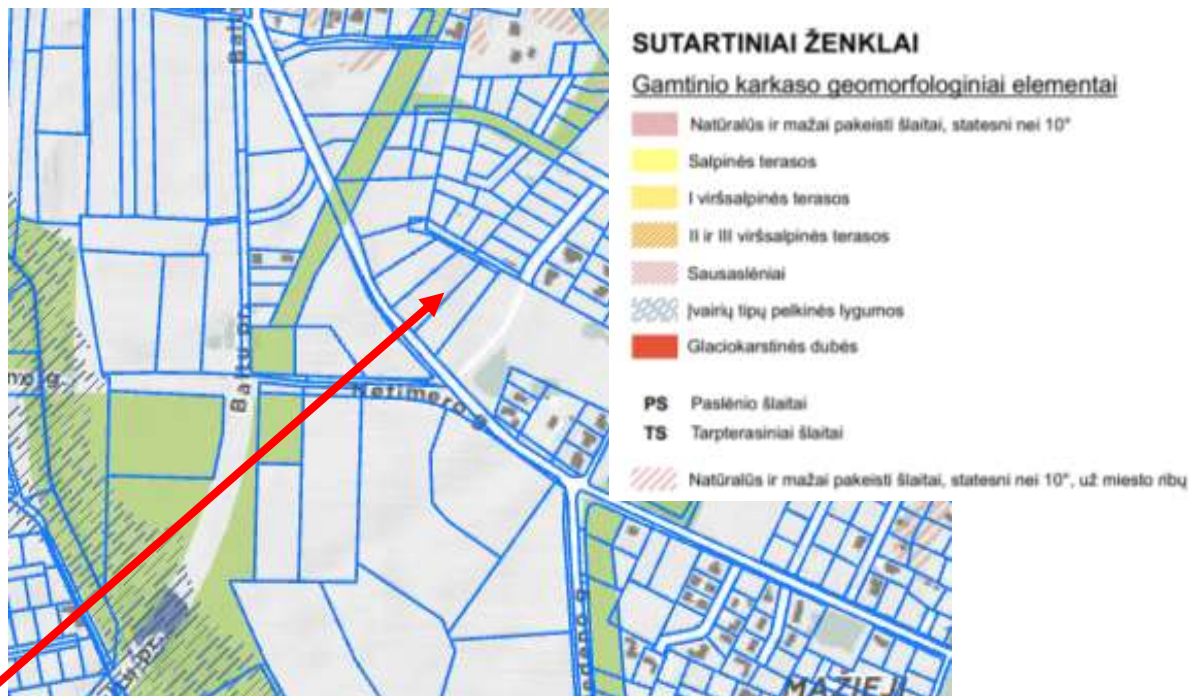 SUTARTINIAI ŽENKLAI
Gamtinio karkaso geomorfologiniai elementai
Natūralūs ir mažai pakeisti šlaitai, statesni nei 10°
Salpinės terasos
I viršsalpinės terasos
II ir III viršsalpinės terasos
Sausaslėniai
Įvairių tipų pelkinės lygumos
Glaciokarstinės dubės
PS Paslėnio šlaitai
TS Tarpterasiniai šlaitai
Natūralūs ir mažai pakeisti šlaitai, statesni nei 10°, už miesto ribų
Baltų pr.
Netimero g.
MAŽIEJI